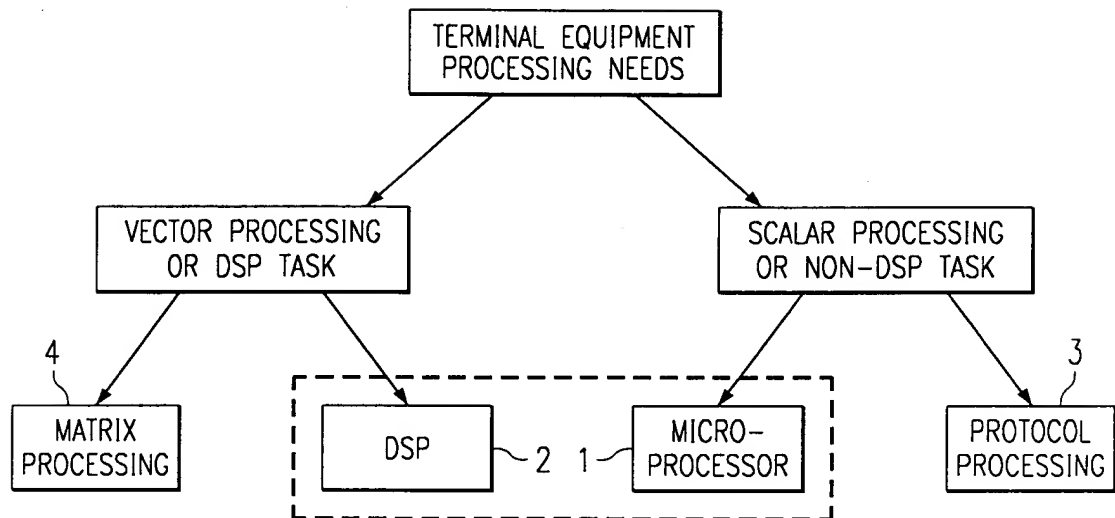 TERMINAL EQUIPMENT
PROCESSING NEEDS
VECTOR PROCESSING
OR DSP TASK
SCALAR PROCESSING
OR NON-DSP TASK
4
MATRIX
PROCESSING
DSP
2
1
MICRO-
PROCESSOR
3
PROTOCOL
PROCESSING